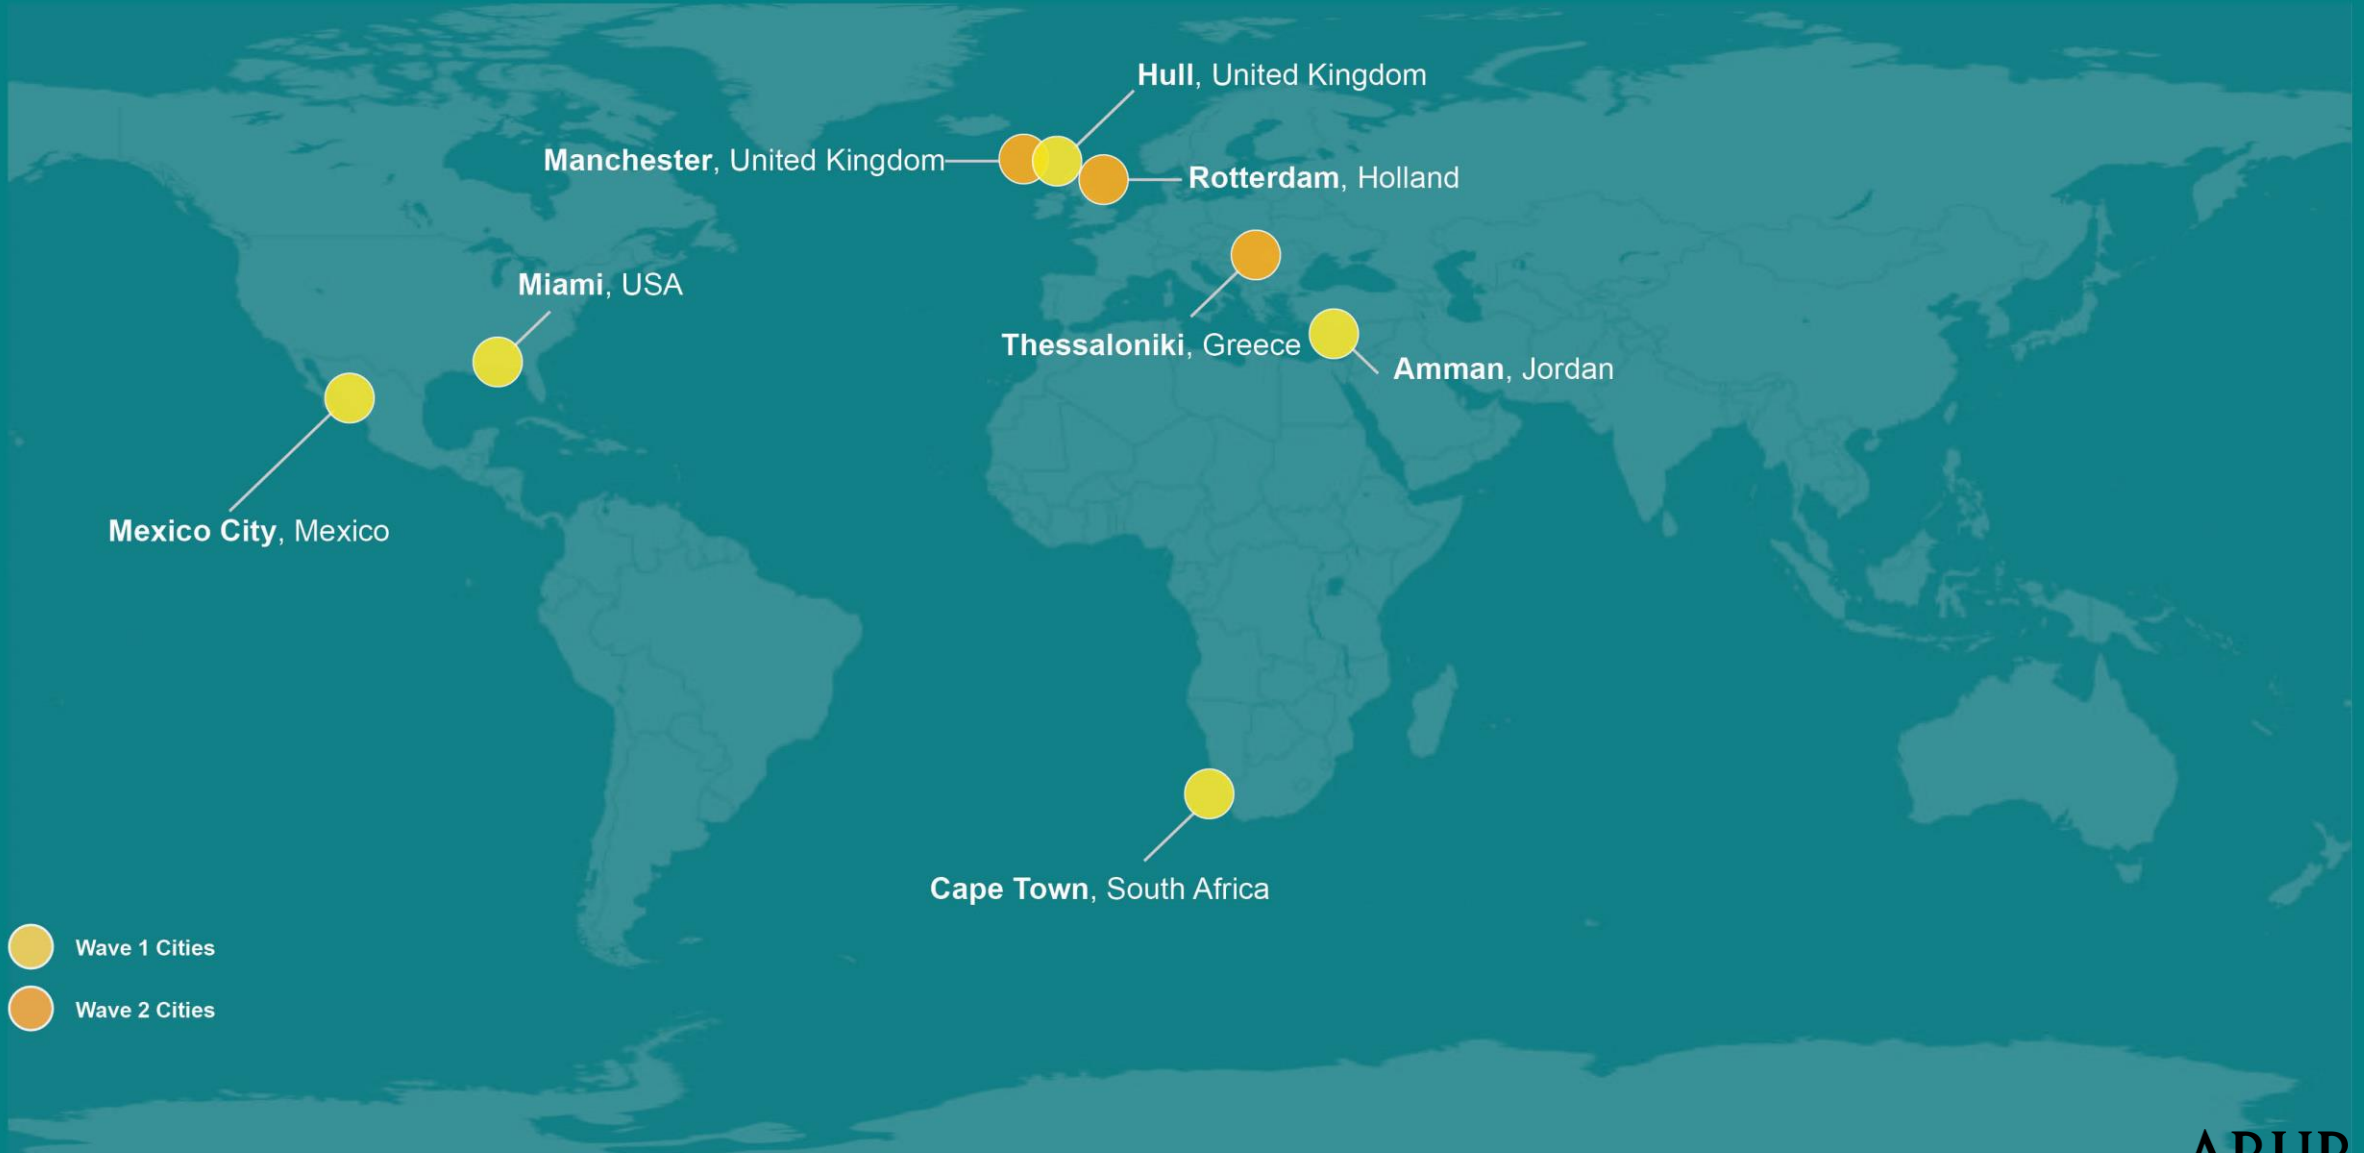 Hull, United Kingdom
Manchester, United Kingdom
Rotterdam, Holland
Miami, USA
Thessaloniki, Greece
Amman, Jordan
Mexico City, Mexico
Cape Town, South Africa
Wave 1 Cities
Wave 2 Cities
ARUP